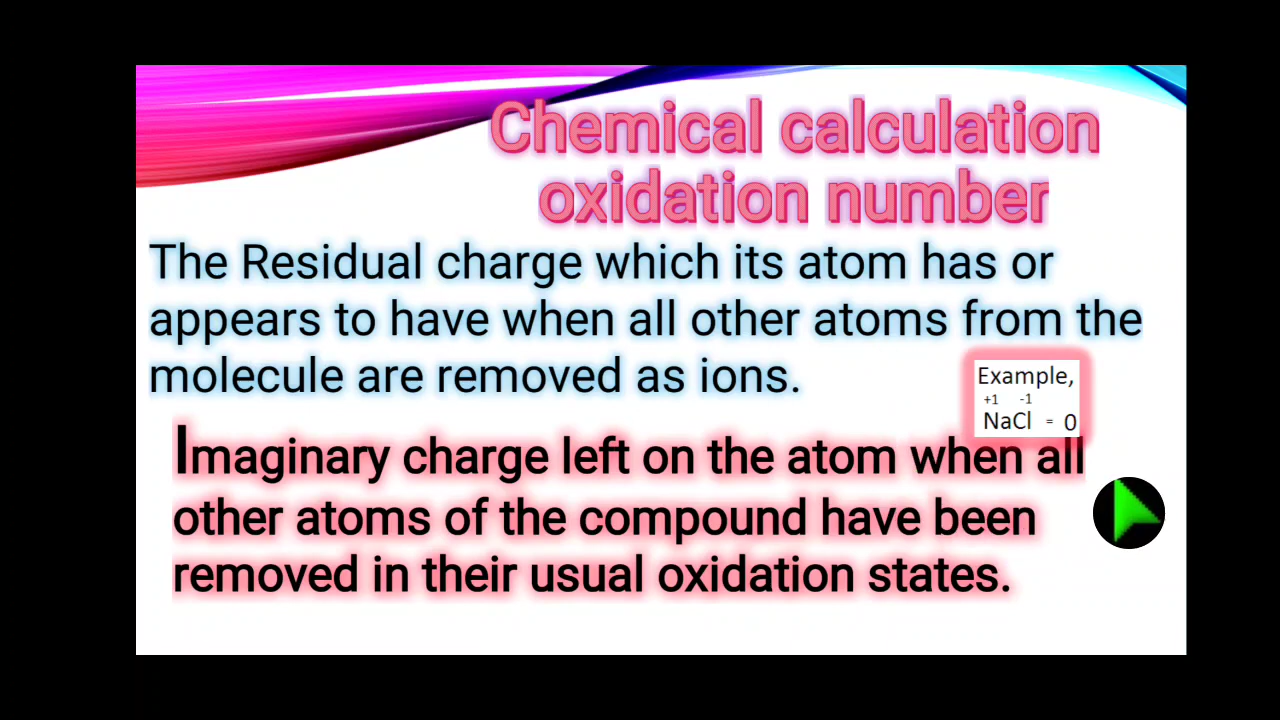 Chemical calculation
oxidation number
The Residual charge which its atom has or
appears to have when all other atoms from the
molecule are removed as ions.
Example,
+1 -1
NaCl = 0
Imaginary charge left on the atom when all
other atoms of the compound have been
removed in their usual oxidation states.